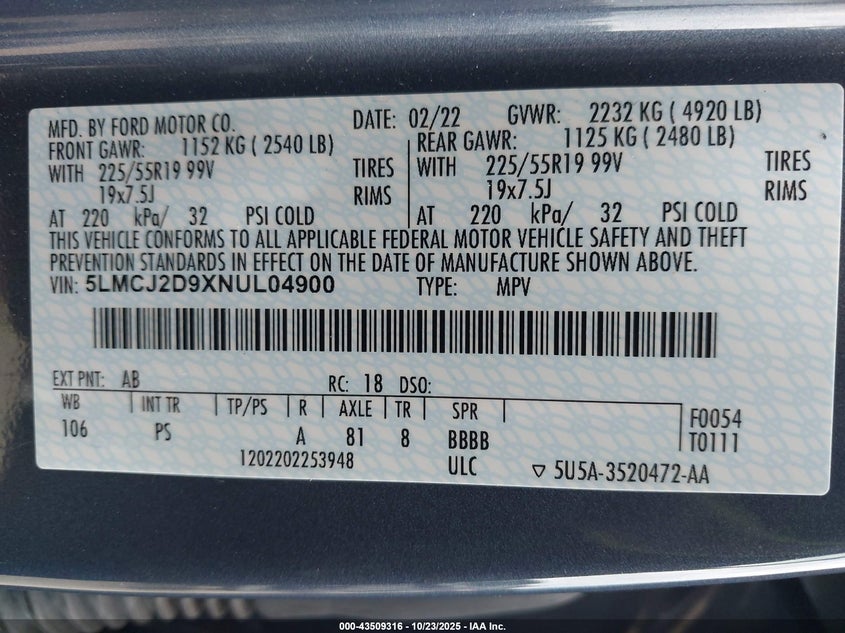 MFD. BY FORD MOTOR CO. DATE: 02/22 GVWR: 2232 KG ( 4920 LB)
FRONT GAWR: 1152 KG ( 2540 LB) REAR GAWR: 1125 KG ( 2480 LB)
WITH 225/55R19 99V TIRES WITH 225/55R19 99V TIRES
19x7.5J RIMS 19x7.5J RIMS
AT 220 kPa/ 32 PSI COLD AT 220 kPa/ 32 PSI COLD
THIS VEHICLE CONFORMS TO ALL APPLICABLE FEDERAL MOTOR VEHICLE SAFETY AND THEFT
PREVENTION STANDARDS IN EFFECT ON THE DATE OF MANUFACTURE SHOWN ABOVE.
VIN: 5LMCJ2D9XNUL04900 TYPE: MPV
EXT PNT: AB RC: 18 DSO:
WB INT TR TP/PS R AXLE TR SPR F0054
106 PS A 81 8 BBBB T0111
1202202253948 ULC ▽ 5U5A-3520472-AA
000-43509316 - 10/23/2025 - IAA Inc.